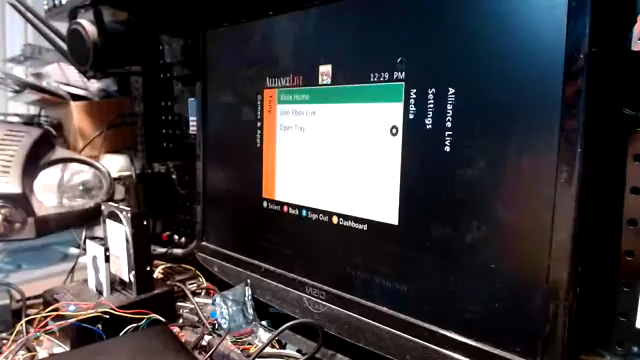 ALLIANCELIVE
12:29 PM
Games & Apps
Tony
Xbox Home
Join Xbox Live
Open Tray
Media
Settings
Alliance Live
Select Back Sign Out Dashboard
VIZIO